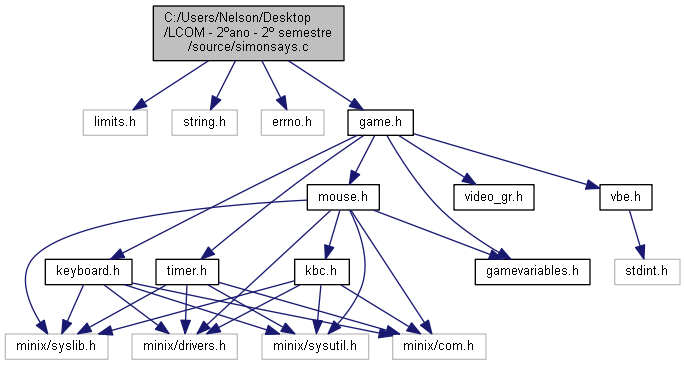 C:/Users/Nelson/Desktop
/LCOM - 2ºano - 2º semestre
/source/simonsays.c
limits.h
string.h
errno.h
game.h
mouse.h
video_gr.h
vbe.h
keyboard.h
timer.h
kbc.h
gamevariables.h
stdint.h
minix/syslib.h
minix/drivers.h
minix/sysutil.h
minix/com.h